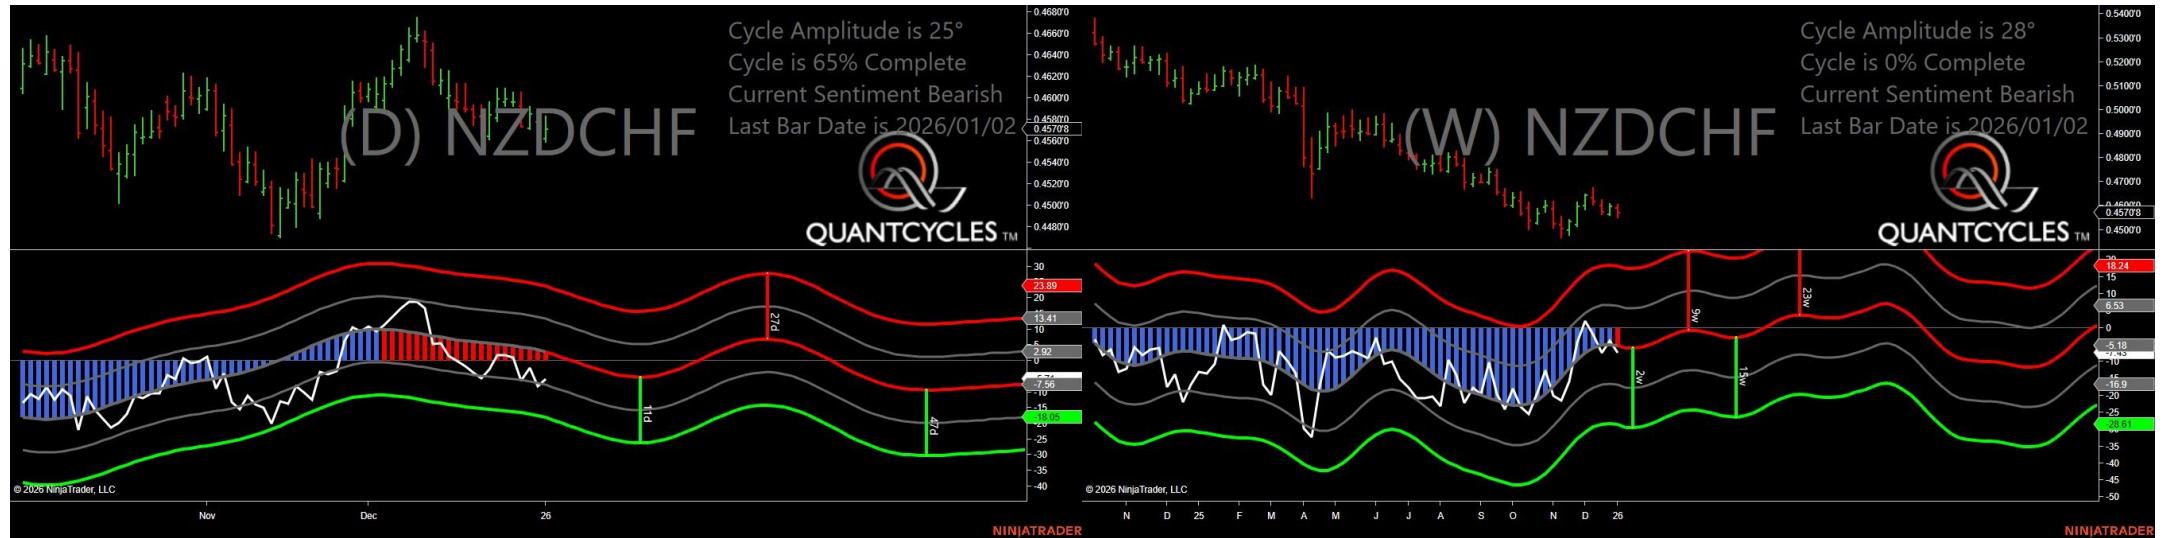 Cycle Amplitude is 25°
Cycle is 65% Complete
Current Sentiment Bearish
Last Bar Date is 2026/01/02
(D) NZDCHF
QUANTCYCLES TM
0.4680'0
0.4660'0
0.4640'0
0.4620'0
0.4600'0
0.4580'0
0.4570'8
0.4560'0
0.4540'0
0.4520'0
0.4500'0
0.4480'0
30
23.89
20
13.41
10
5
2.92
0
-7.56
-10
-15
-18.05
-20
-25
-30
-35
-40
11d
27d
47d
© 2026 NinjaTrader, LLC
Nov Dec 26
NINJATRADER
Cycle Amplitude is 28°
Cycle is 0% Complete
Current Sentiment Bearish
Last Bar Date is 2026/01/02
(W) NZDCHF
QUANTCYCLES TM
0.5400'0
0.5300'0
0.5200'0
0.5100'0
0.5000'0
0.4900'0
0.4800'0
0.4700'0
0.4600'0
0.4570'8
0.4500'0
18.24
15
10
6.53
0
-5.18
-7.43
-10
-16.9
-20
-25
-28.61
-35
-40
-45
-50
2w
9w
15w
23w
© 2026 NinjaTrader, LLC
N D 25 F M A M J J A S O N D 26
NINJATRADER